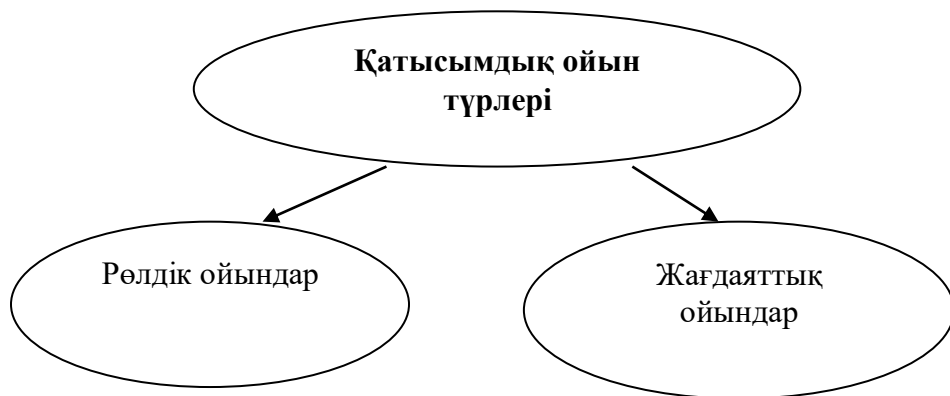 Қатысымдық ойын
түрлері
Рөлдік ойындар
Жағдаяттық
ойындар